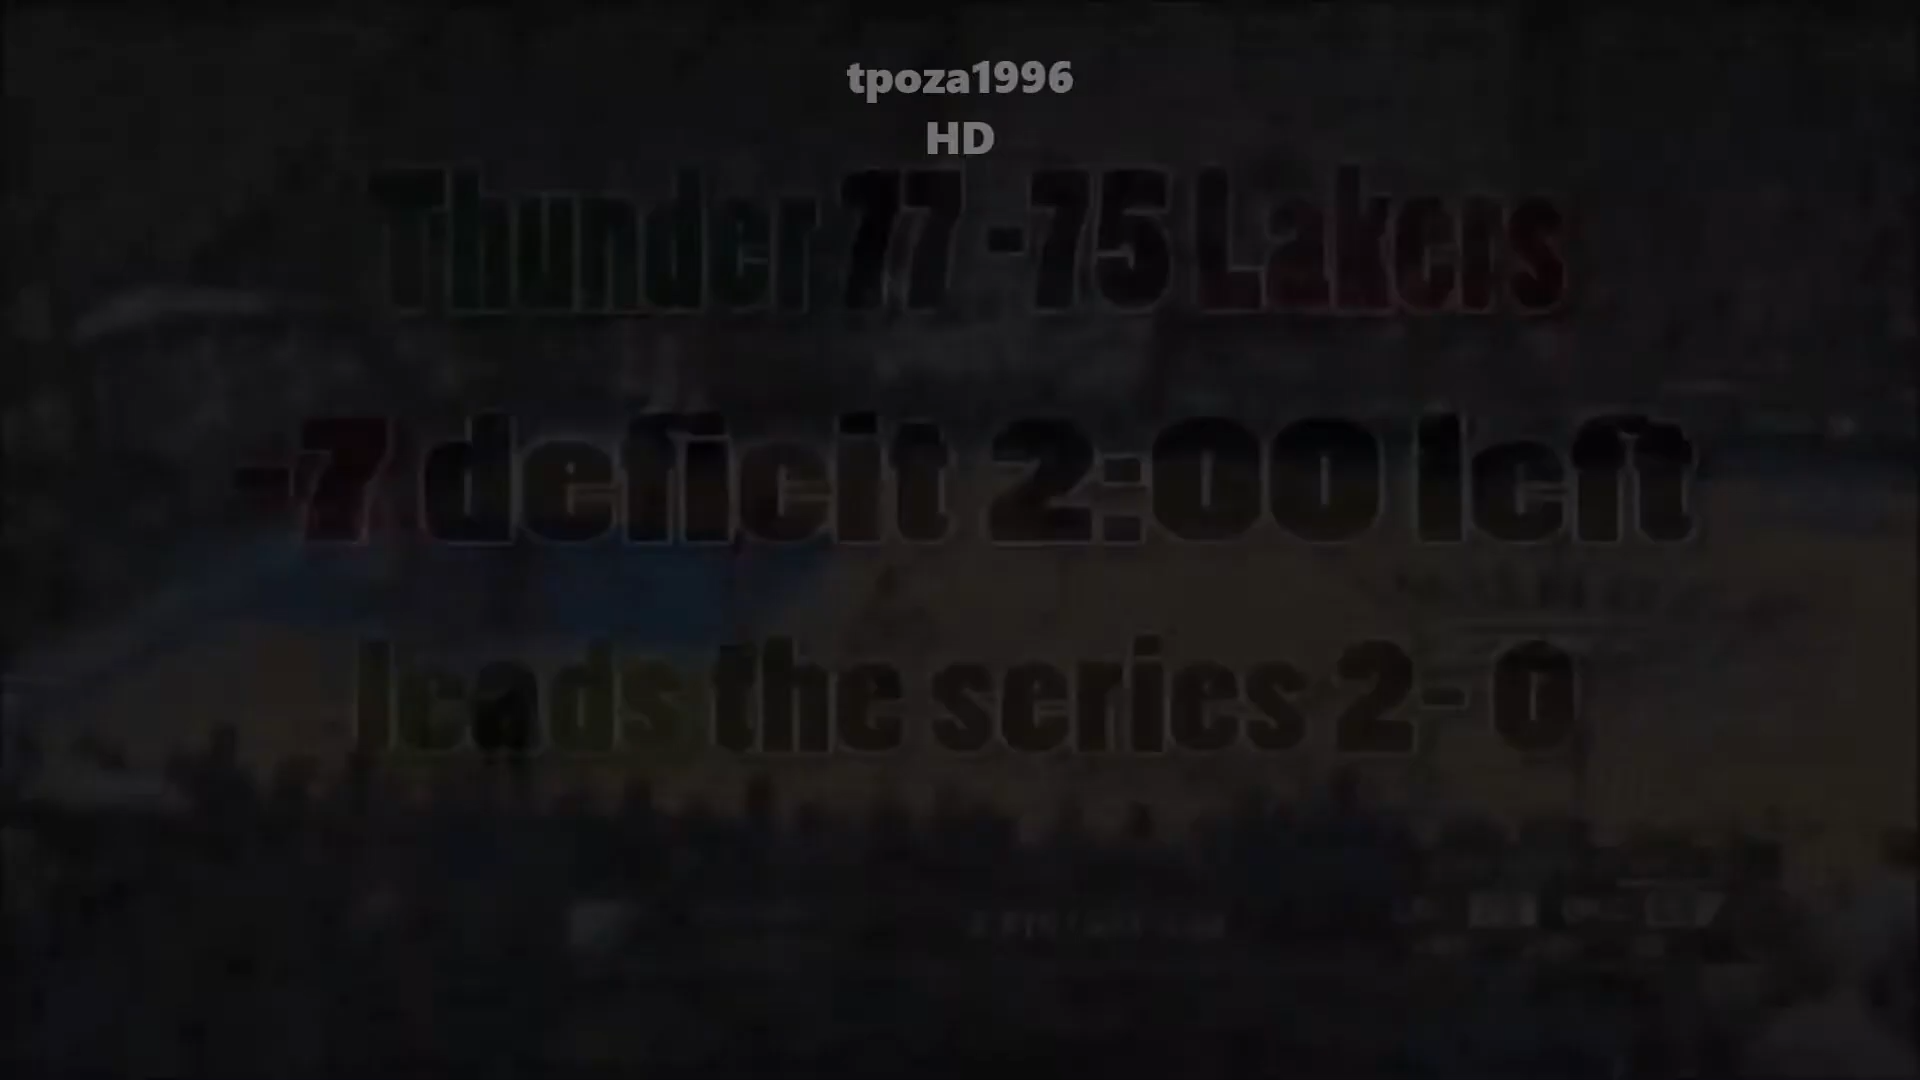 tpoza1996
HD
Thunder 77 -75 Lakers
-7 deficit 2:00 left
leads the series 2- 0